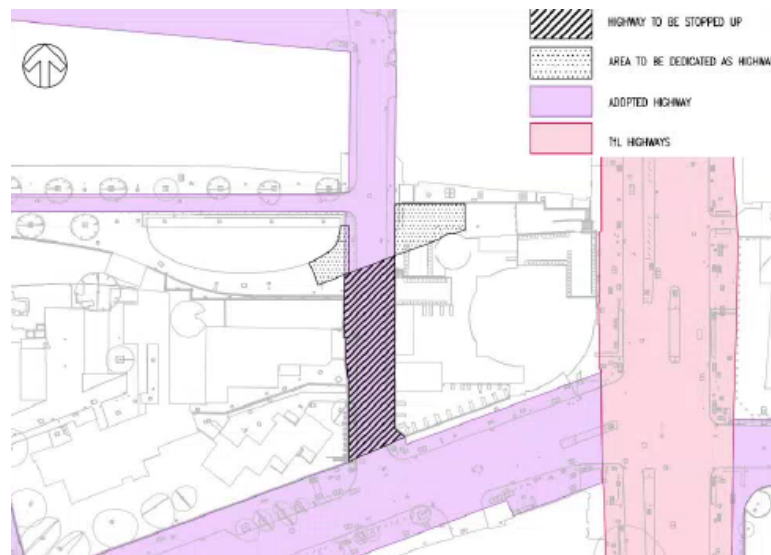 HIGHWAY TO BE STOPPED UP
AREA TO BE DEDICATED AS HIGHWA
ADOPTED HIGHWAY
TfL HIGHWAYS